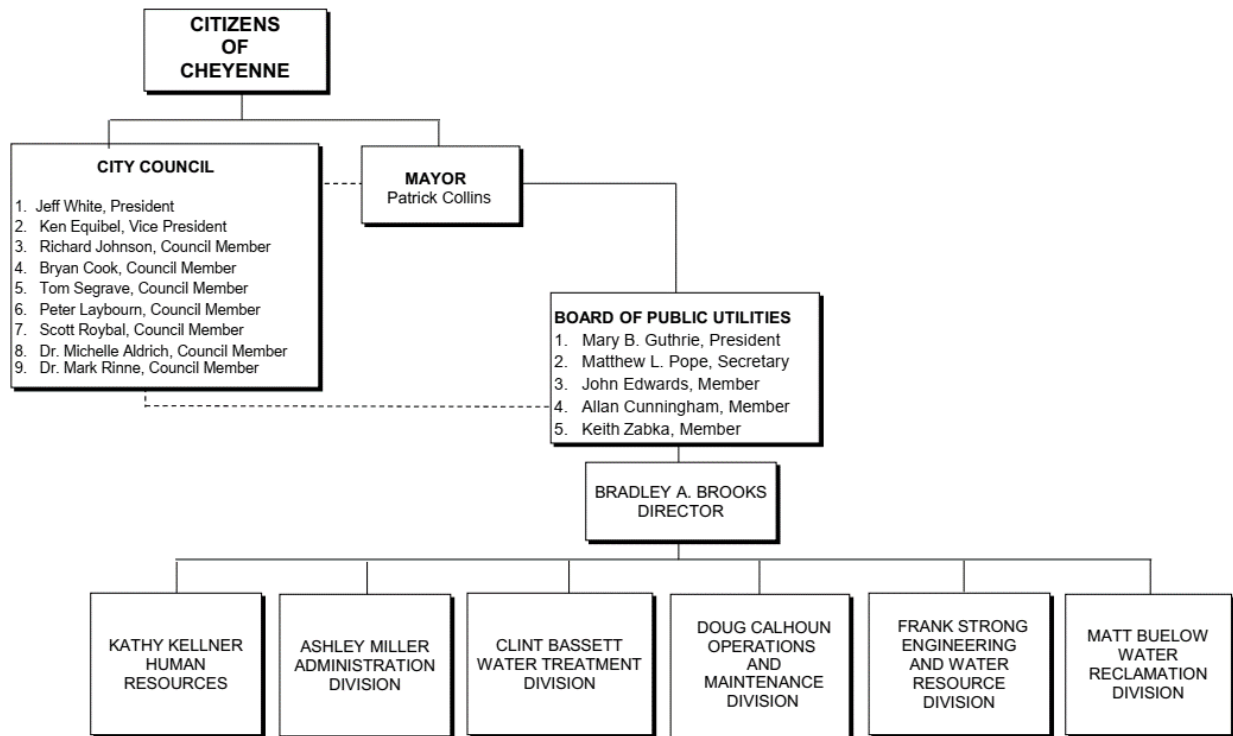 CITIZENS
OF
CHEYENNE
CITY COUNCIL
1. Jeff White, President
2. Ken Equibel, Vice President
3. Richard Johnson, Council Member
4. Bryan Cook, Council Member
5. Tom Segrave, Council Member
6. Peter Laybourn, Council Member
7. Scott Roybal, Council Member
8. Dr. Michelle Aldrich, Council Member
9. Dr. Mark Rinne, Council Member
MAYOR
Patrick Collins
BOARD OF PUBLIC UTILITIES
1. Mary B. Guthrie, President
2. Matthew L. Pope, Secretary
3. John Edwards, Member
4. Allan Cunningham, Member
5. Keith Zabka, Member
BRADLEY A. BROOKS
DIRECTOR
KATHY KELLNER
HUMAN
RESOURCES
ASHLEY MILLER
ADMINISTRATION
DIVISION
CLINT BASSETT
WATER TREATMENT
DIVISION
DOUG CALHOUN
OPERATIONS
AND
MAINTENANCE
DIVISION
FRANK STRONG
ENGINEERING
AND WATER
RESOURCE DIVISION
MATT BUELOW
WATER
RECLAMATION
DIVISION